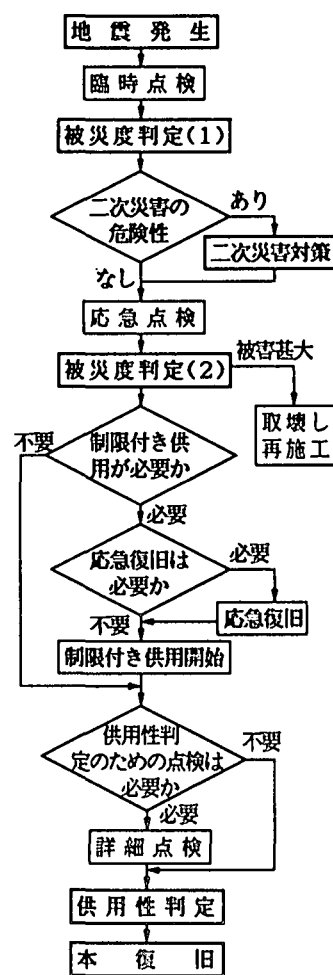 地震発生
臨時点検
被災度判定(1)
二次災害の
危険性
あり
二次災害対策
なし
応急点検
被害甚大
被災度判定(2)
取壊し
再施工
不要
制限付き供
用が必要か
必要
応急復旧は
必要か
必要
応急復旧
不要
制限付き供用開始
供用性判
定のための点検は
必要か
不要
必要
詳細点検
供用性判定
本復旧